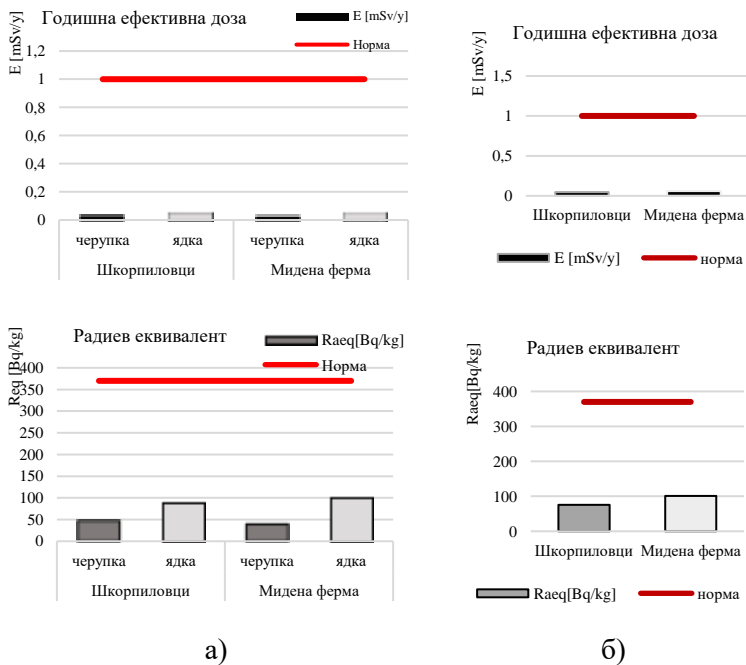 Годишна ефективна доза
E [mSv/y]
Норма
E [mSv/y]
1,2
1
0,8
0,6
0,4
0,2
0
черупка ядка черупка ядка
Шкорпиловци Мидена ферма
Годишна ефективна доза
E [mSv/y]
1,5
1
0,5
0
Шкорпиловци Мидена ферма
E [mSv/y] норма
Радиев еквивалент
Raeq[Bq/kg]
Норма
Req [Bq/kg]
400
350
300
250
200
150
100
50
0
черупка ядка черупка ядка
Шкорпиловци Мидена ферма
Радиев еквивалент
Raeq[Bq/kg]
400
300
200
100
0
Шкорпиловци Мидена ферма
Raeq[Bq/kg] норма
а) б)